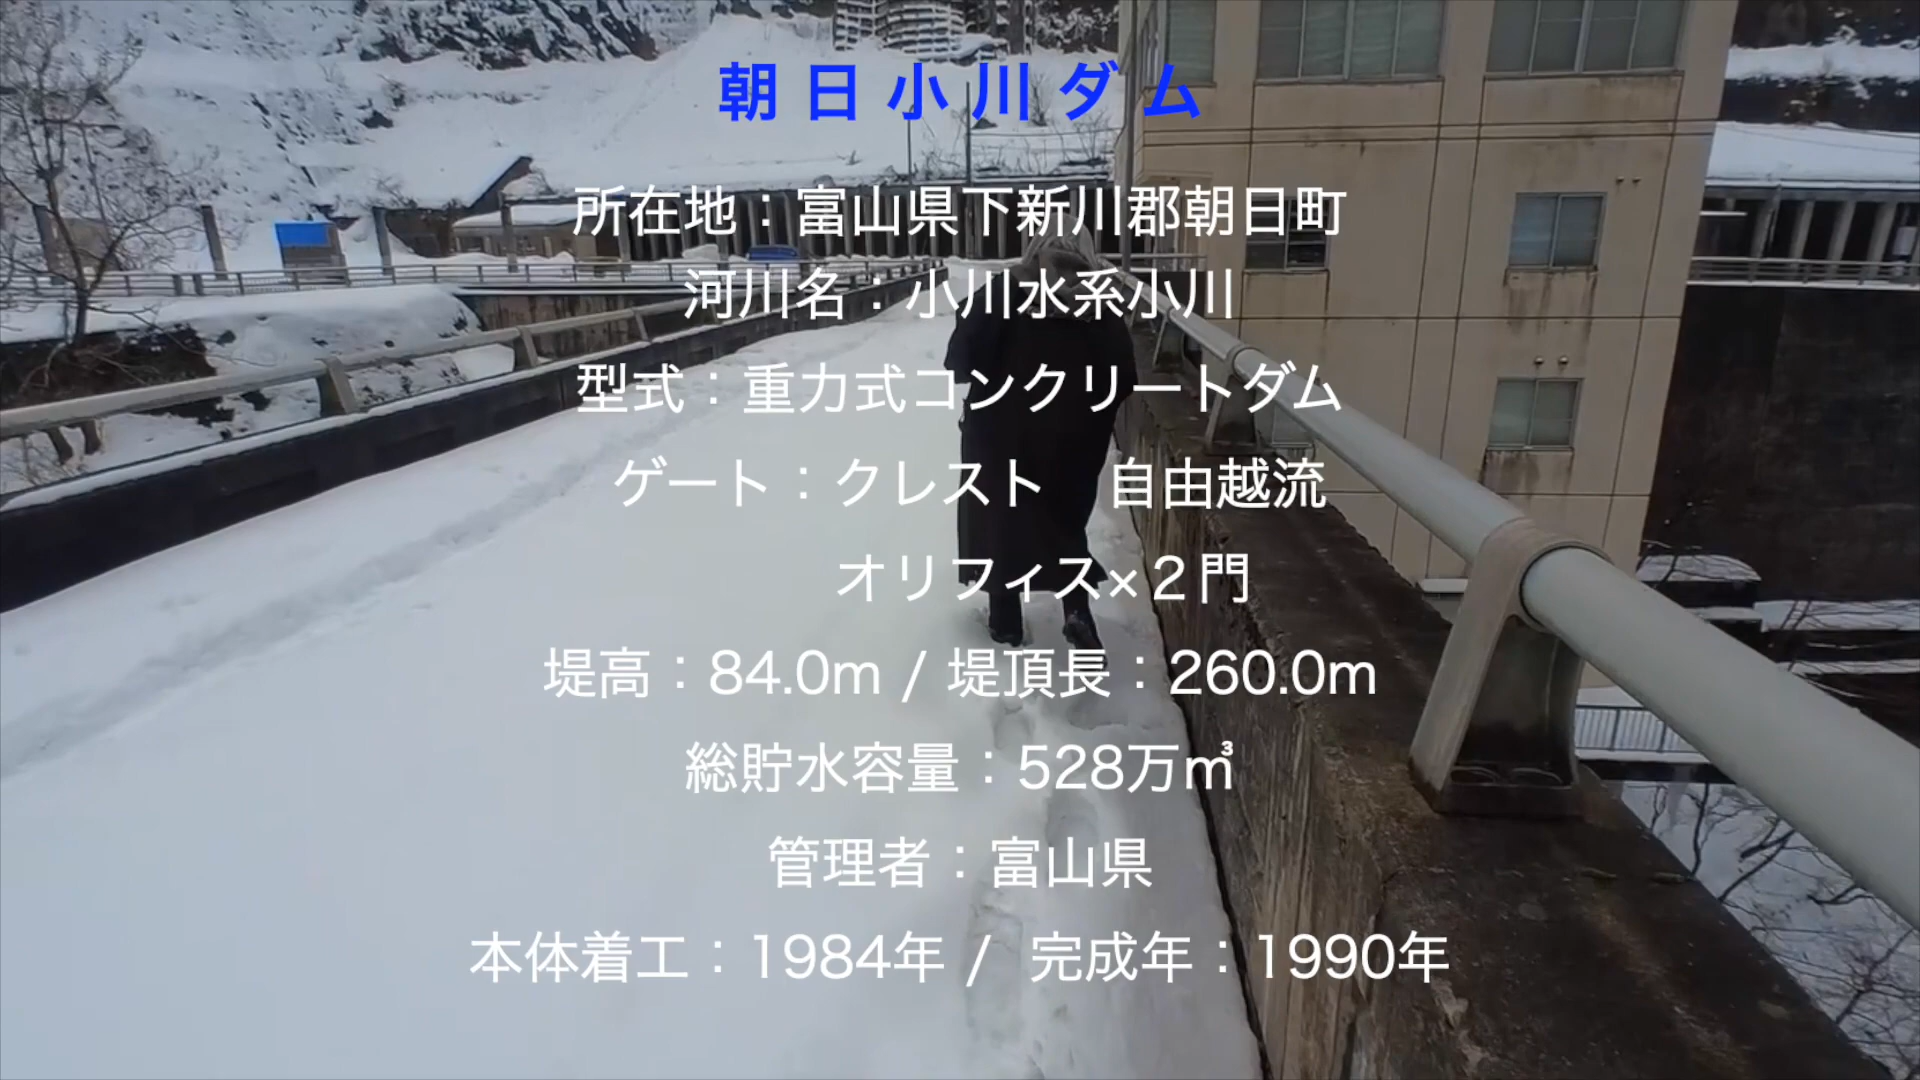 朝日小川ダム
所在地：富山県下新川郡朝日町
河川名：小川水系小川
型式：重力式コンクリートダム
ゲート：クレスト　自由越流
オリフィス×２門
堤高：84.0m / 堤頂長：260.0m
総貯水容量：528万㎥
管理者：富山県
本体着工：1984年 / 完成年：1990年